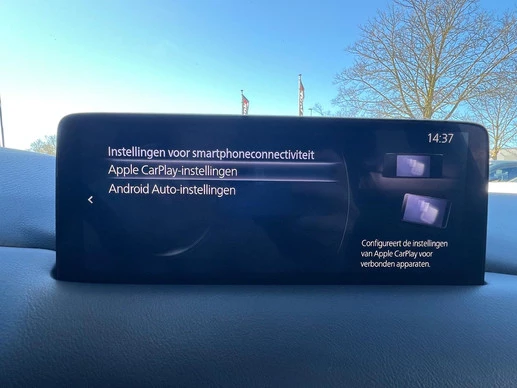 14:37
Instellingen voor smartphoneconnectiviteit
Apple CarPlay-instellingen
Android Auto-instellingen
Configureert de instellingen
van Apple CarPlay voor
verbonden apparaten.